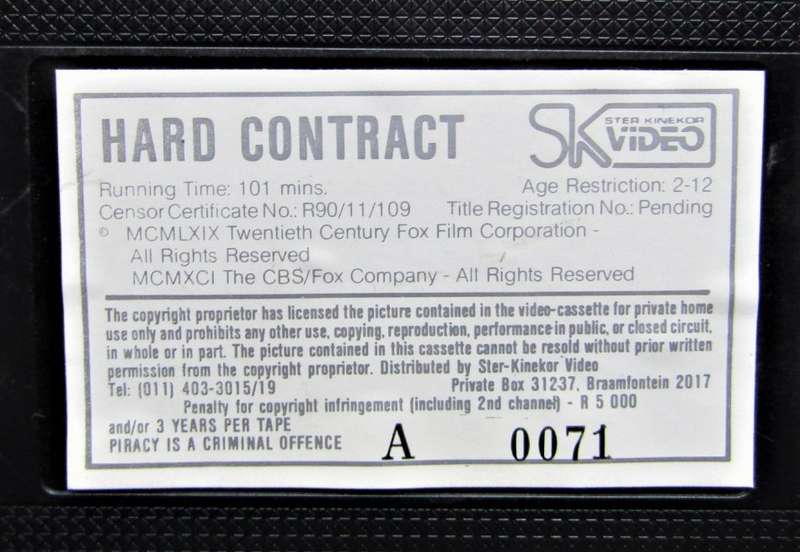 HARD CONTRACT
SK STER KINEKOR
VIDEO
Running Time: 101 mins. Age Restriction: 2-12
Censor Certificate No.: R90/11/109 Title Registration No.: Pending
© MCMLXIX Twentieth Century Fox Film Corporation -
All Rights Reserved
MCMXCI The CBS/Fox Company - All Rights Reserved
The copyright proprietor has licensed the picture contained in the video-cassette for private home
use only and prohibits any other use, copying, reproduction, performance in public, or closed circuit,
in whole or in part. The picture contained in this cassette cannot be resold without prior written
permission from the copyright proprietor. Distributed by Ster-Kinekor Video
Tel: (011) 403-3015/19 Private Box 31237, Braamfontein 2017
Penalty for copyright infringement (including 2nd channel) - R 5 000
and/or 3 YEARS PER TAPE
PIRACY IS A CRIMINAL OFFENCE A 0071